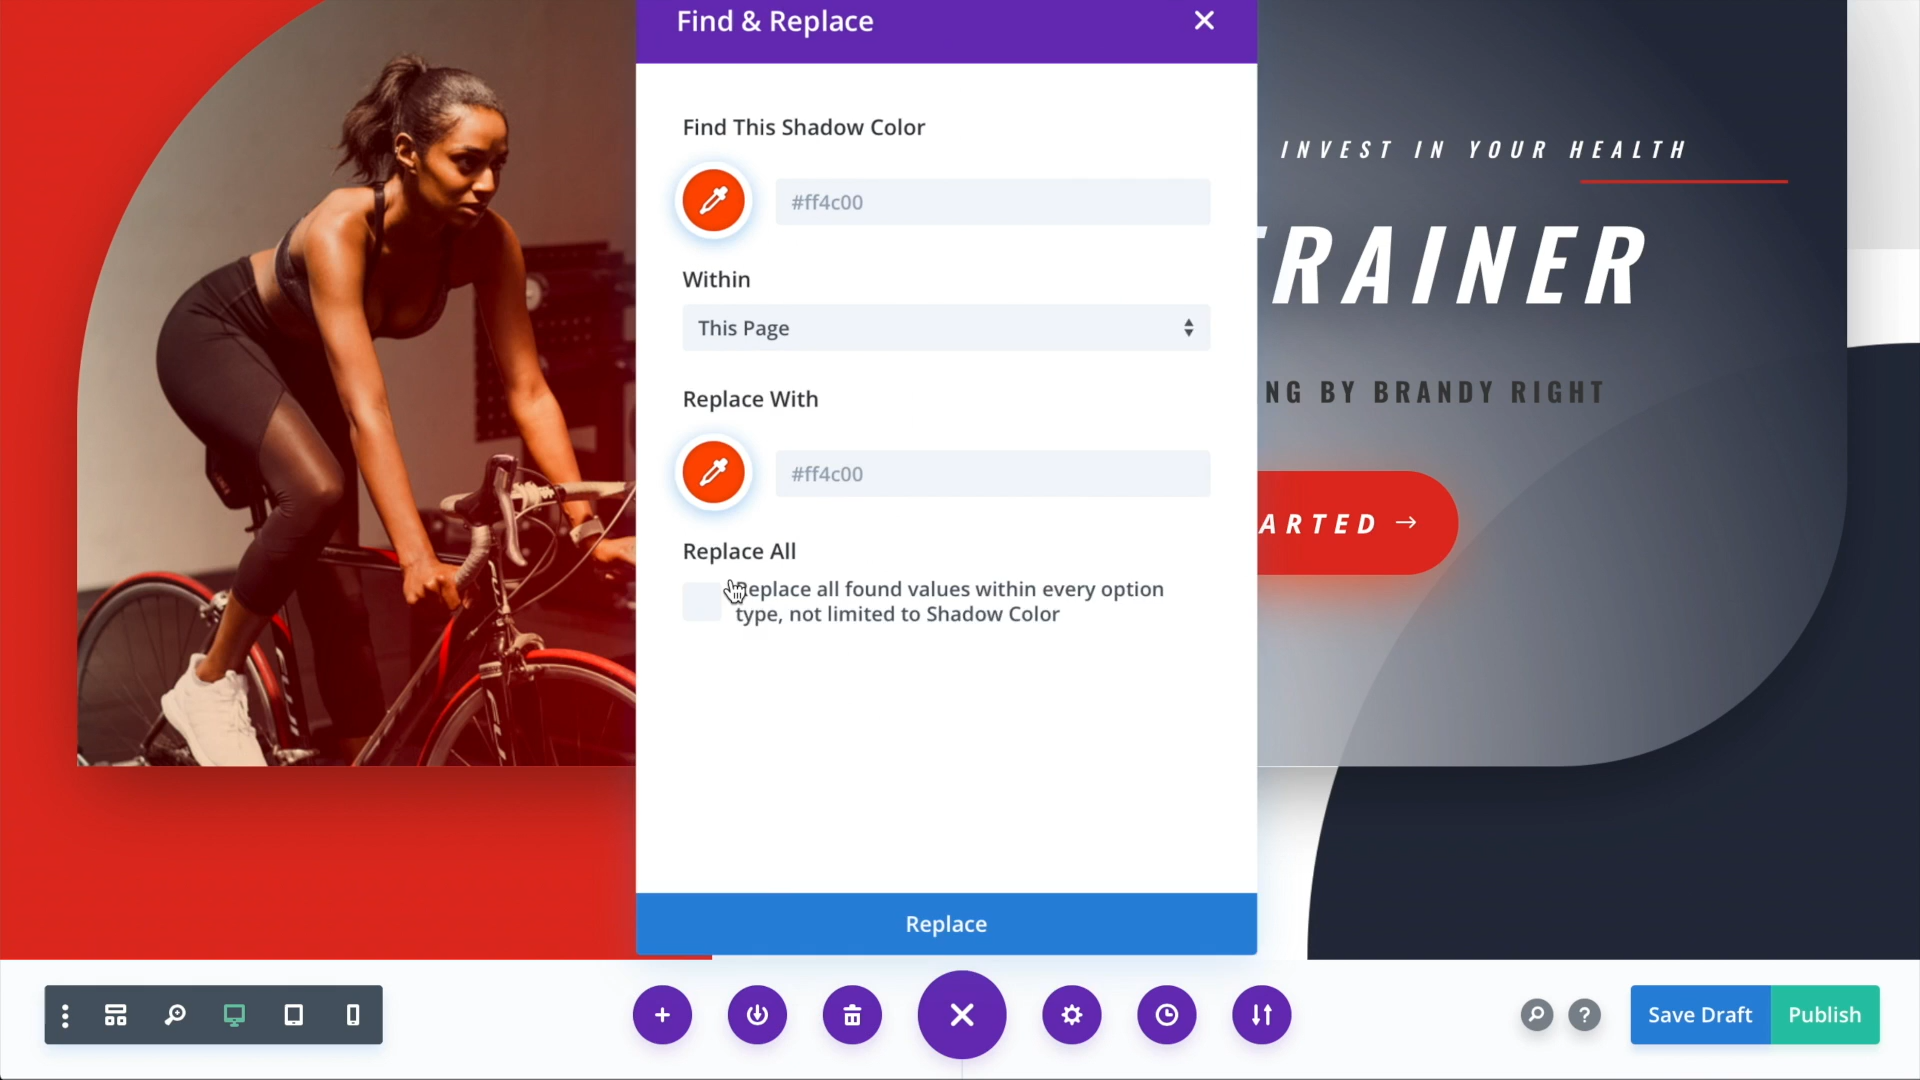 Find & Replace
Find This Shadow Color
#ff4c00
Within
This Page
Replace With
#ff4c00
Replace All
Replace all found values within every option
type, not limited to Shadow Color
Replace
INVEST IN YOUR HEALTH
TRAINER
NG BY BRANDY RIGHT
ARTED →
?
Save Draft
Publish